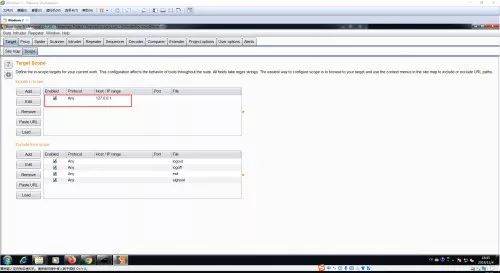 Burp Intruder Repeater Window Help
Target Proxy Spider Scanner Intruder Repeater Sequencer Decoder Comparer Extender Project options User options Alerts
Site map Scope
Target Scope
Define the in-scope targets for your current work. This configuration affects the behavior of tools throughout the suite. All fields take regex strings. The easiest way to configure scope is to browse to your target and use the context menus in the site map to include or exclude URL paths.
Include in scope
Add
Edit
Remove
Paste URL
Load ...
Enabled Protocol Host / IP range Port File
Any 127.0.0.1
Exclude from scope
Add
Edit
Remove
Paste URL
Load ...
Enabled Protocol Host / IP range Port File
Any logout
Any logoff
Any exit
Any signout